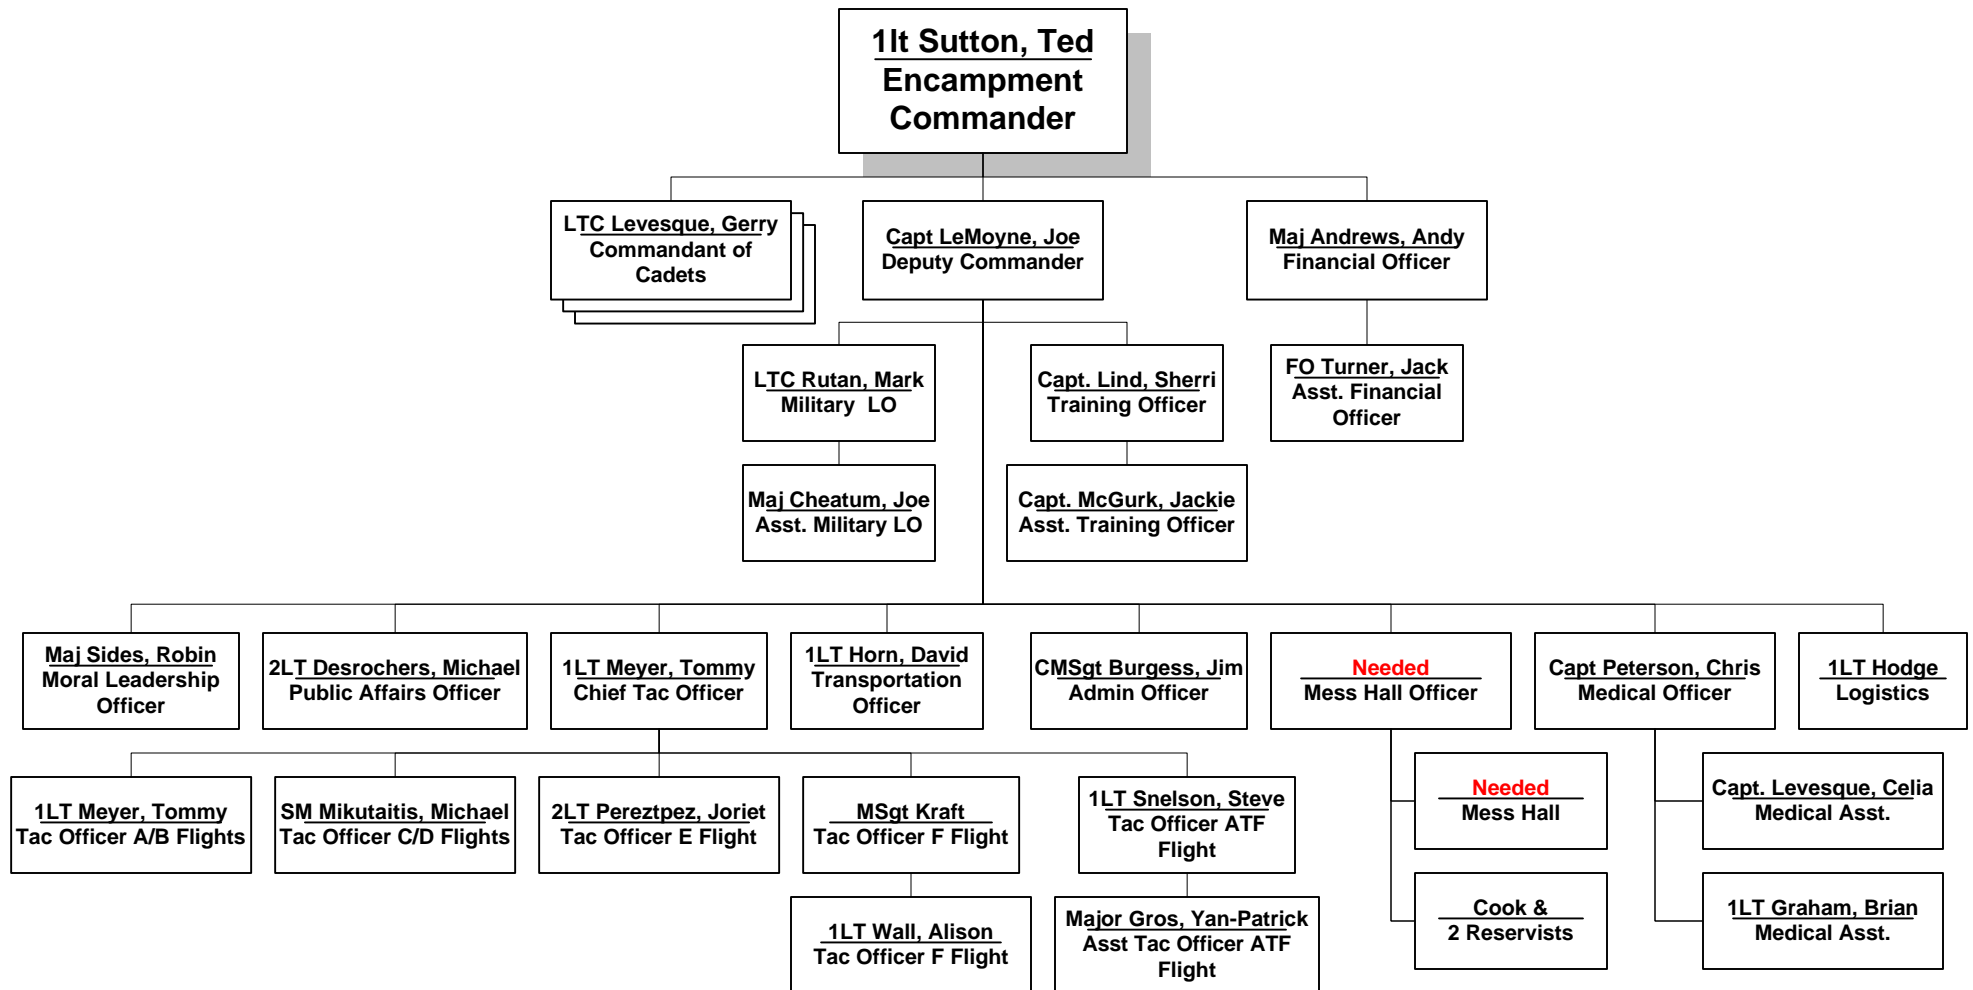 1lt Sutton, Ted
Encampment
Commander
LTC Levesque, Gerry
Commandant of
Cadets
Capt LeMoyne, Joe
Deputy Commander
Maj Andrews, Andy
Financial Officer
LTC Rutan, Mark
Military  LO
Capt. Lind, Sherri
Training Officer
FO Turner, Jack
Asst. Financial
Officer
Maj Cheatum, Joe
Asst. Military LO
Capt. McGurk, Jackie
Asst. Training Officer
Maj Sides, Robin
Moral Leadership
Officer
2LT Desrochers, Michael
Public Affairs Officer
1LT Meyer, Tommy
Chief Tac Officer
1LT Horn, David
Transportation
Officer
CMSgt Burgess, Jim
Admin Officer
Needed
Mess Hall Officer
Capt Peterson, Chris
Medical Officer
1LT Hodge
Logistics
1LT Meyer, Tommy
Tac Officer A/B Flights
SM Mikutaitis, Michael
Tac Officer C/D Flights
2LT Pereztpez, Joriet
Tac Officer E Flight
MSgt Kraft
Tac Officer F Flight
1LT Snelson, Steve
Tac Officer ATF
Flight
Needed
Mess Hall
Capt. Levesque, Celia
Medical Asst.
1LT Wall, Alison
Tac Officer F Flight
Major Gros, Yan-Patrick
Asst Tac Officer ATF
Flight
Cook &
2 Reservists
1LT Graham, Brian
Medical Asst.